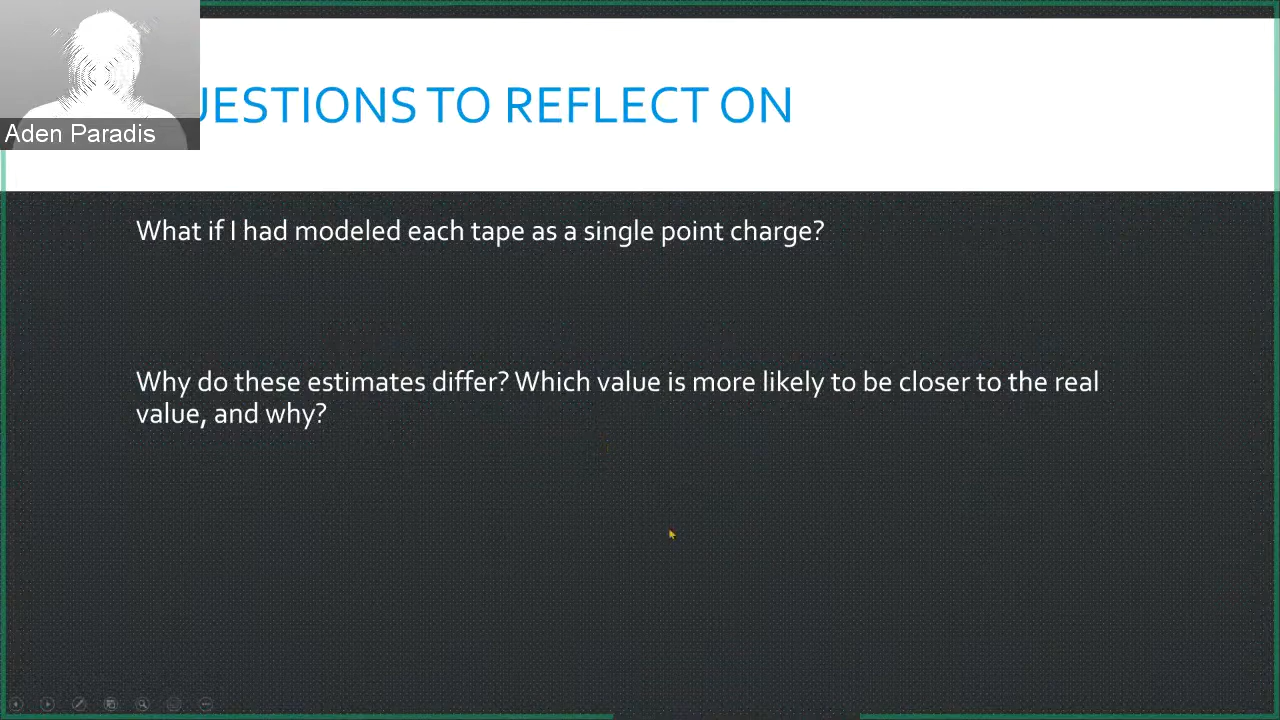 UESTIONS TO REFLECT ON
Aden Paradis
What if I had modeled each tape as a single point charge?
Why do these estimates differ? Which value is more likely to be closer to the real
value, and why?